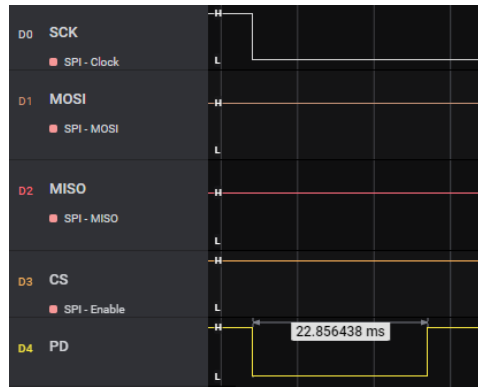 D0 SCK H
SPI - Clock L
D1 MOSI H
SPI - MOSI L
D2 MISO H
SPI - MISO L
D3 CS H
SPI - Enable L
D4 PD H
22.856438 ms
L